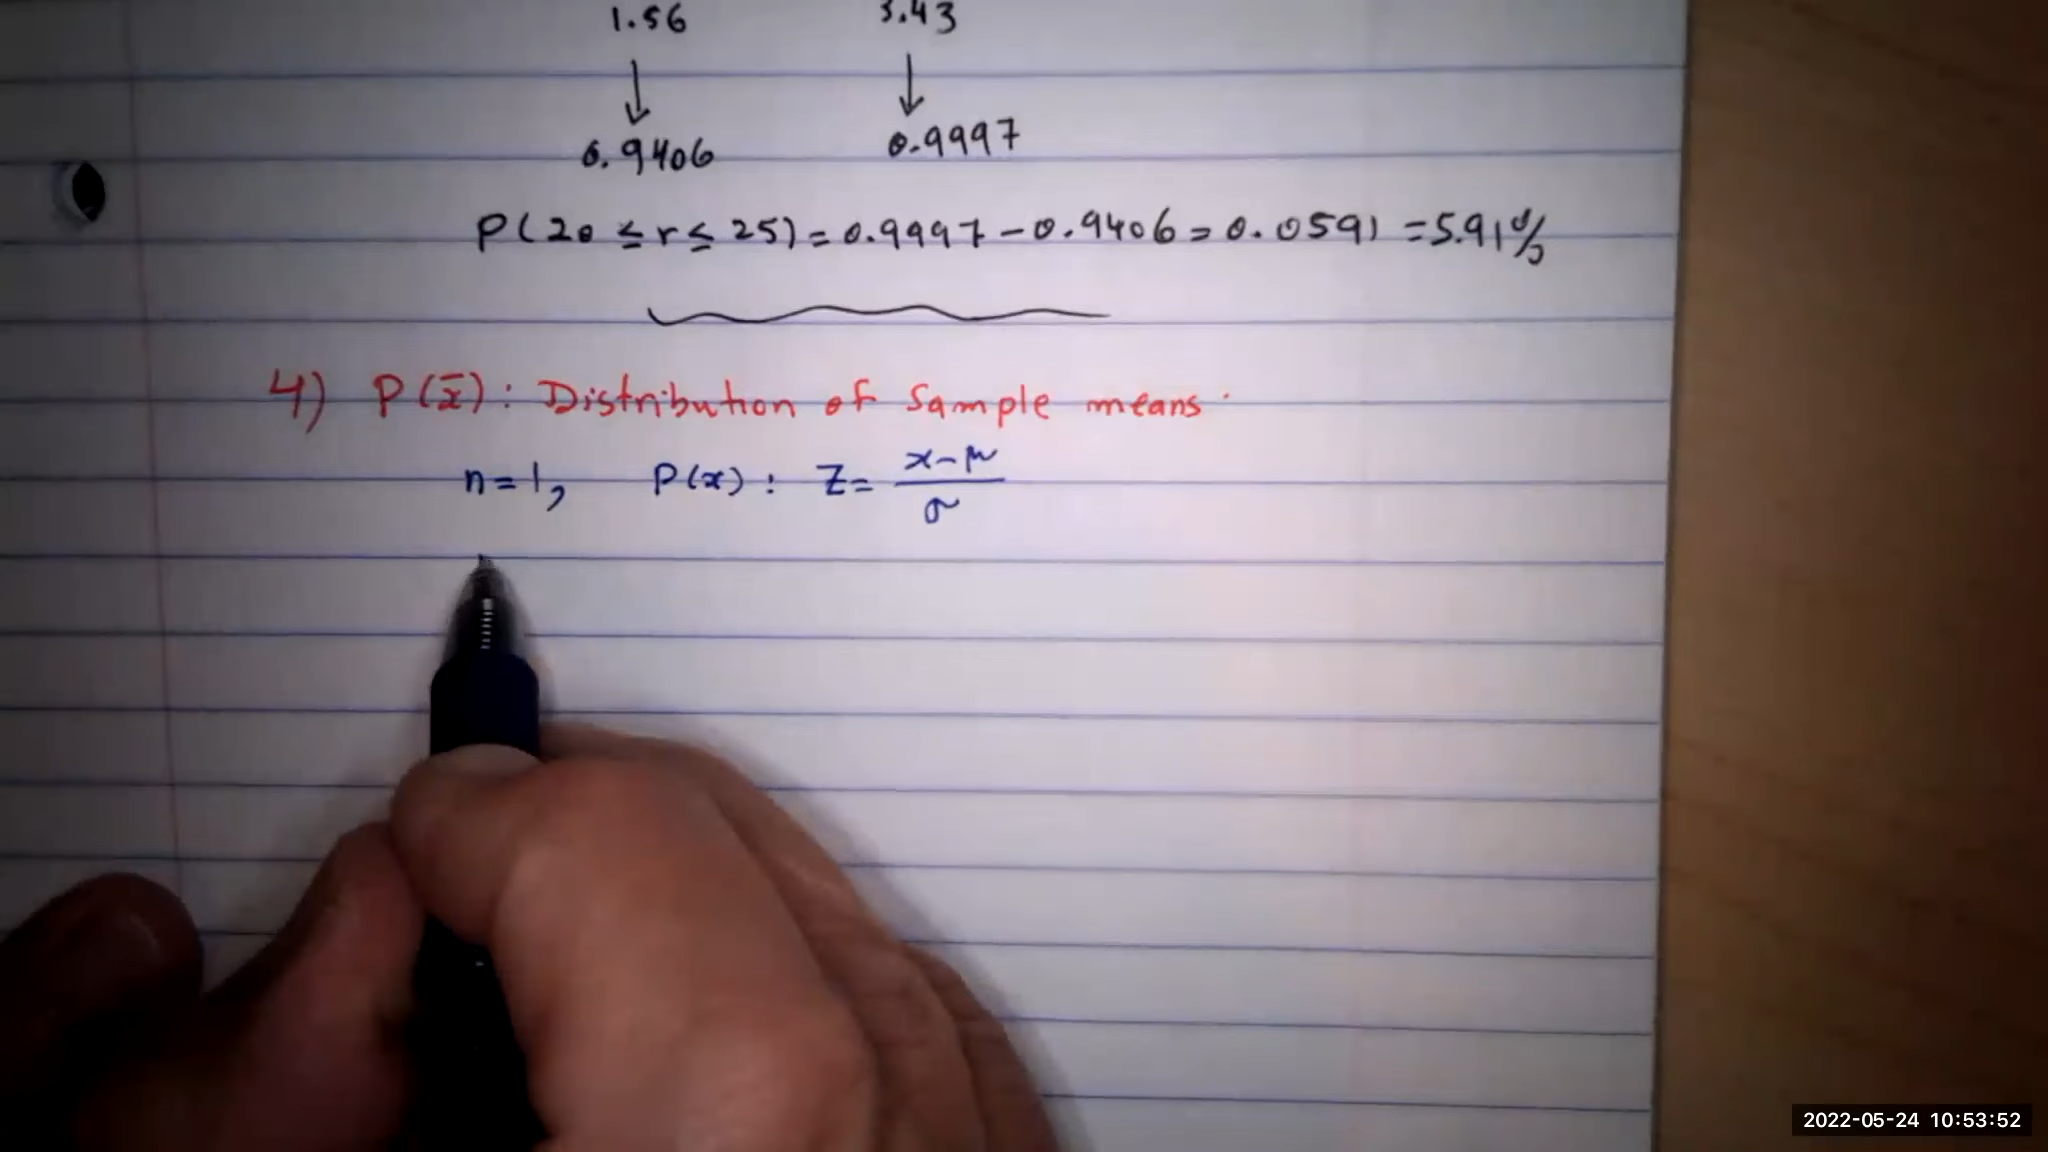 1.56 3.43
↓ ↓
0.9406 0.9997
P(20 ≤ r ≤ 25) = 0.9997 - 0.9406 = 0.0591 = 5.91%
4) P(x̄): Distribution of Sample means.
n=1, P(x): Z = (x-μ)/σ
2022-05-24 10:53:52